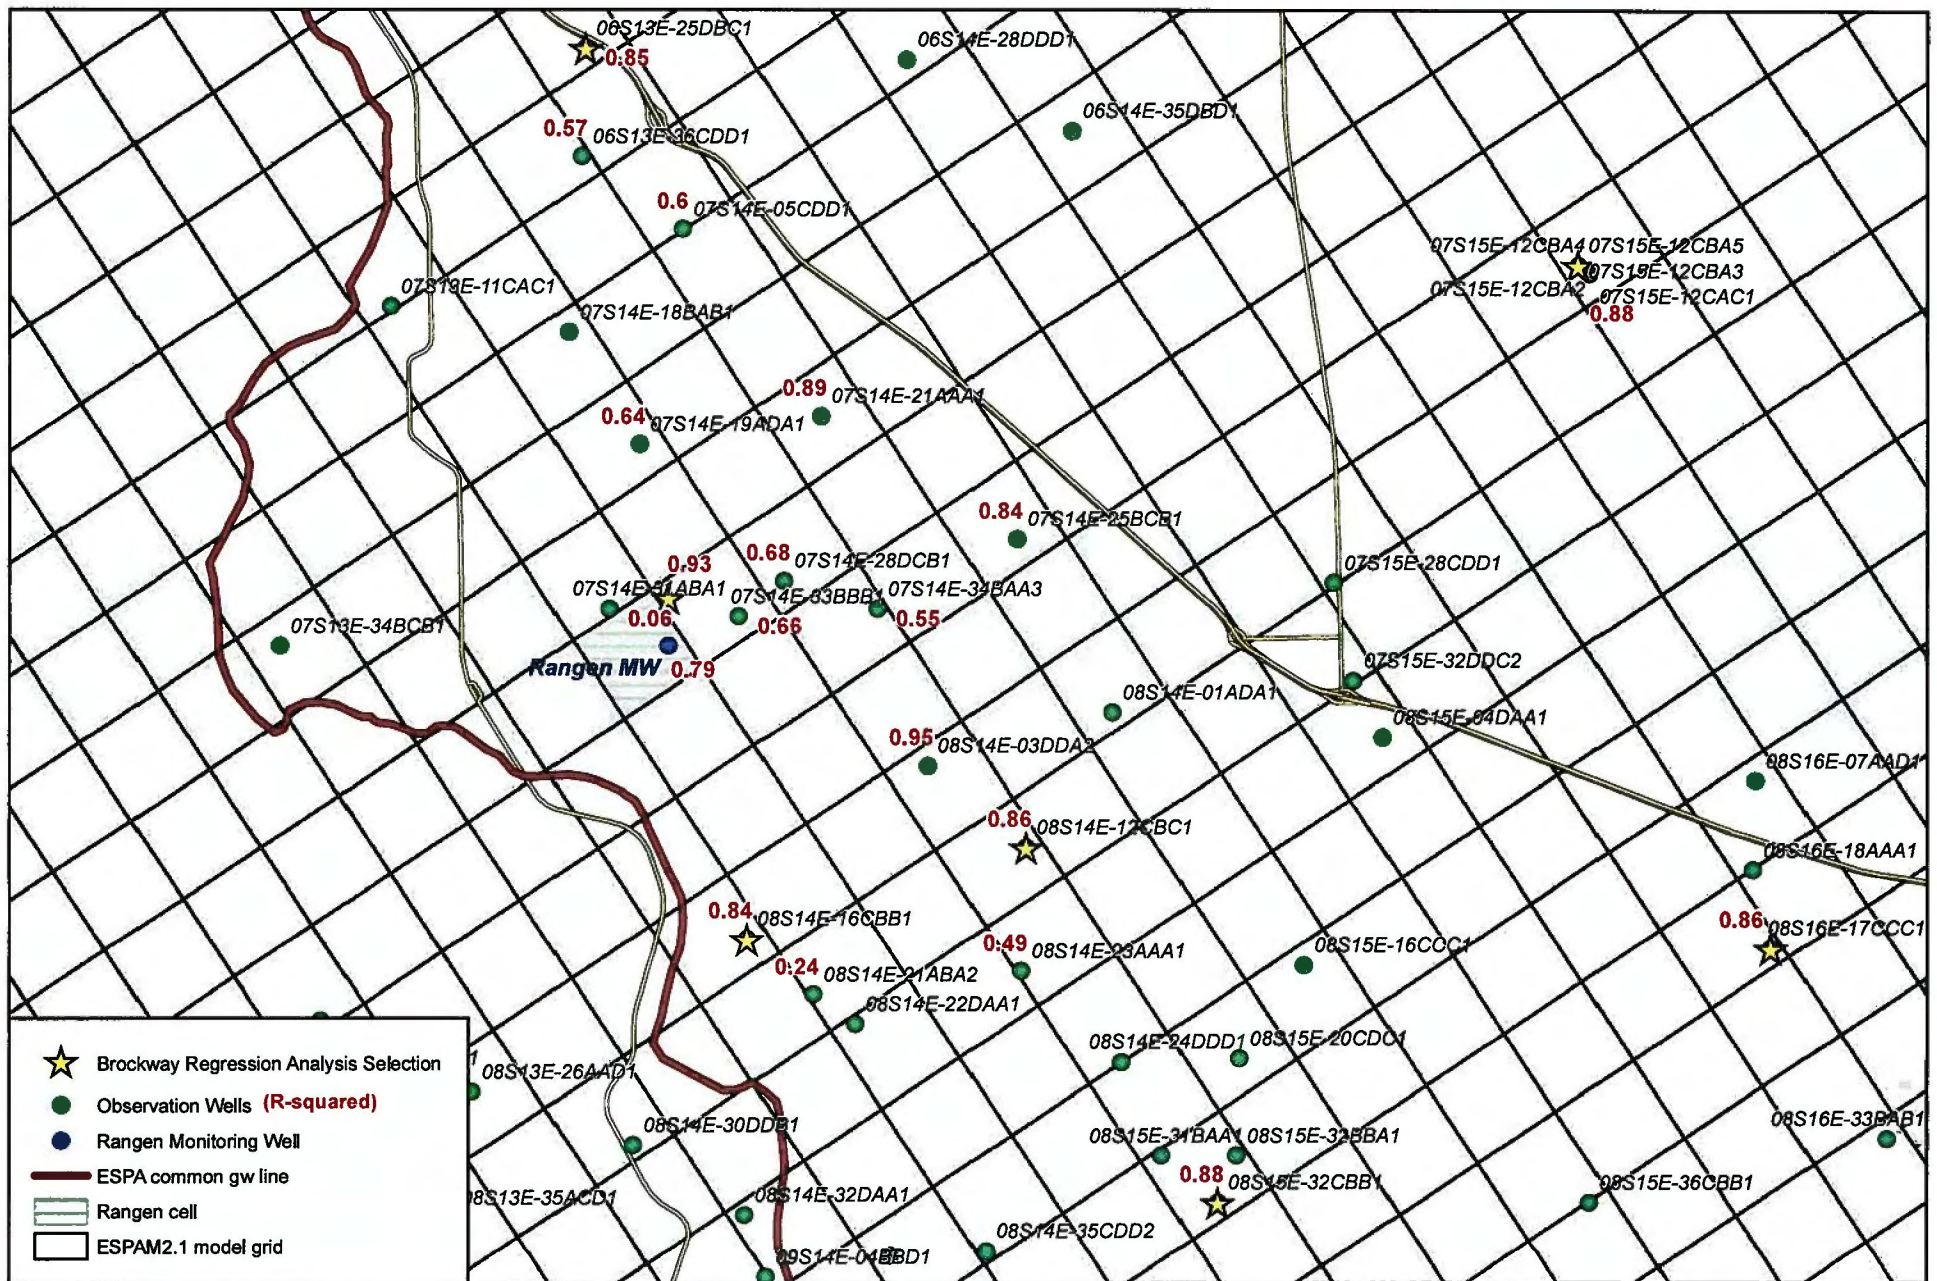 06S13E-25DBC1
0.85
06S14E-28DDD1
06S14E-35DBD1
0.57
06S13E-36CDD1
0.6
07S14E-05CDD1
07S15E-12CBA4 07S15E-12CBA5
07S15E-12CBA3
07S15E-12CBA2
07S15E-12CAC1
0.88
07S13E-11CAC1
07S14E-18BAB1
0.89
07S14E-21AAA1
0.64
07S14E-19ADA1
0.84
07S14E-25BCB1
0.93
0.68
07S14E-28DCB1
07S15E-28CDD1
07S14E-31ABA1
07S14E-33BBB1
07S14E-34BAA3
0.06
0.66
0.55
07S13E-34BCB1
Rangen MW
0.79
07S15E-32DDC2
08S14E-01ADA1
08S15E-04DAA1
0.95
08S14E-03DDA2
08S16E-07AAD1
0.86
08S14E-12CBC1
08S16E-18AAA1
0.84
08S14E-16CBB1
0.86
08S16E-17CCC1
0.49
08S14E-23AAA1
08S15E-16CCC1
0.24
08S14E-21ABA2
08S14E-22DAA1
08S14E-24DDD1
08S15E-20CDC1
1
08S13E-26AAD1
08S14E-30DDB1
08S15E-31BAA1
08S15E-32BBA1
08S16E-33BAB1
0.88
08S15E-32CBB1
08S15E-36CBB1
8S13E-35ACD1
08S14E-32DAA1
08S14E-35CDD2
Brockway Regression Analysis Selection
Observation Wells (R-squared)
Rangen Monitoring Well
ESPA common gw line
Rangen cell
ESPAM2.1 model grid